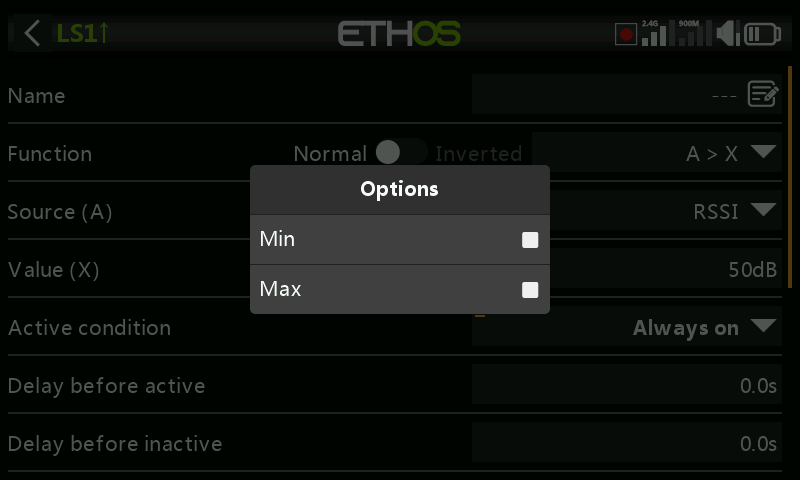 LS1↑ ETHOS 2.4G 900M
Name ---
Function Normal Inverted A > X
Options
Source (A) RSSI
Min
Value (X) 50dB
Max
Active condition Always on
Delay before active 0.0s
Delay before inactive 0.0s